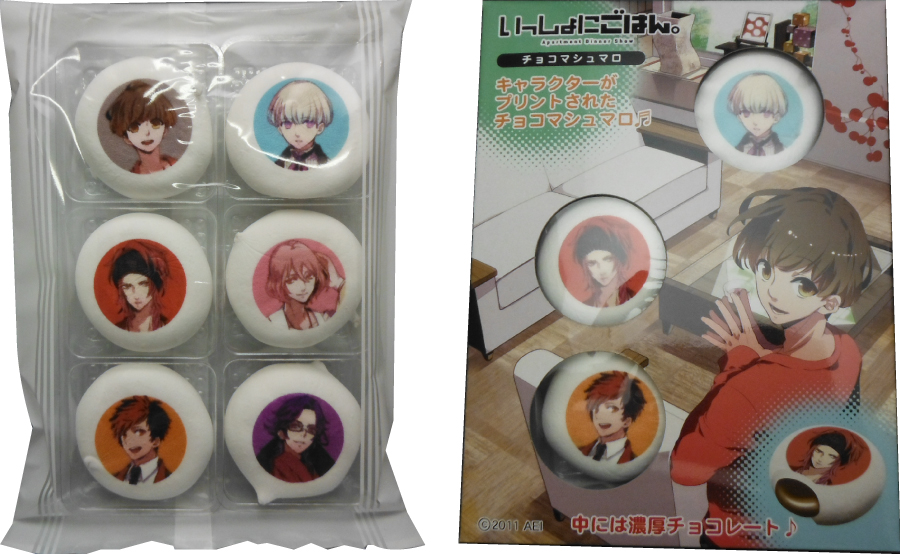 いっしょにごはん。
Apartment Dinner Show
チョコマシュマロ
キャラクターが
プリントされた
チョコマシュマロ♬
©2011 AEI
中には濃厚チョコレート♪